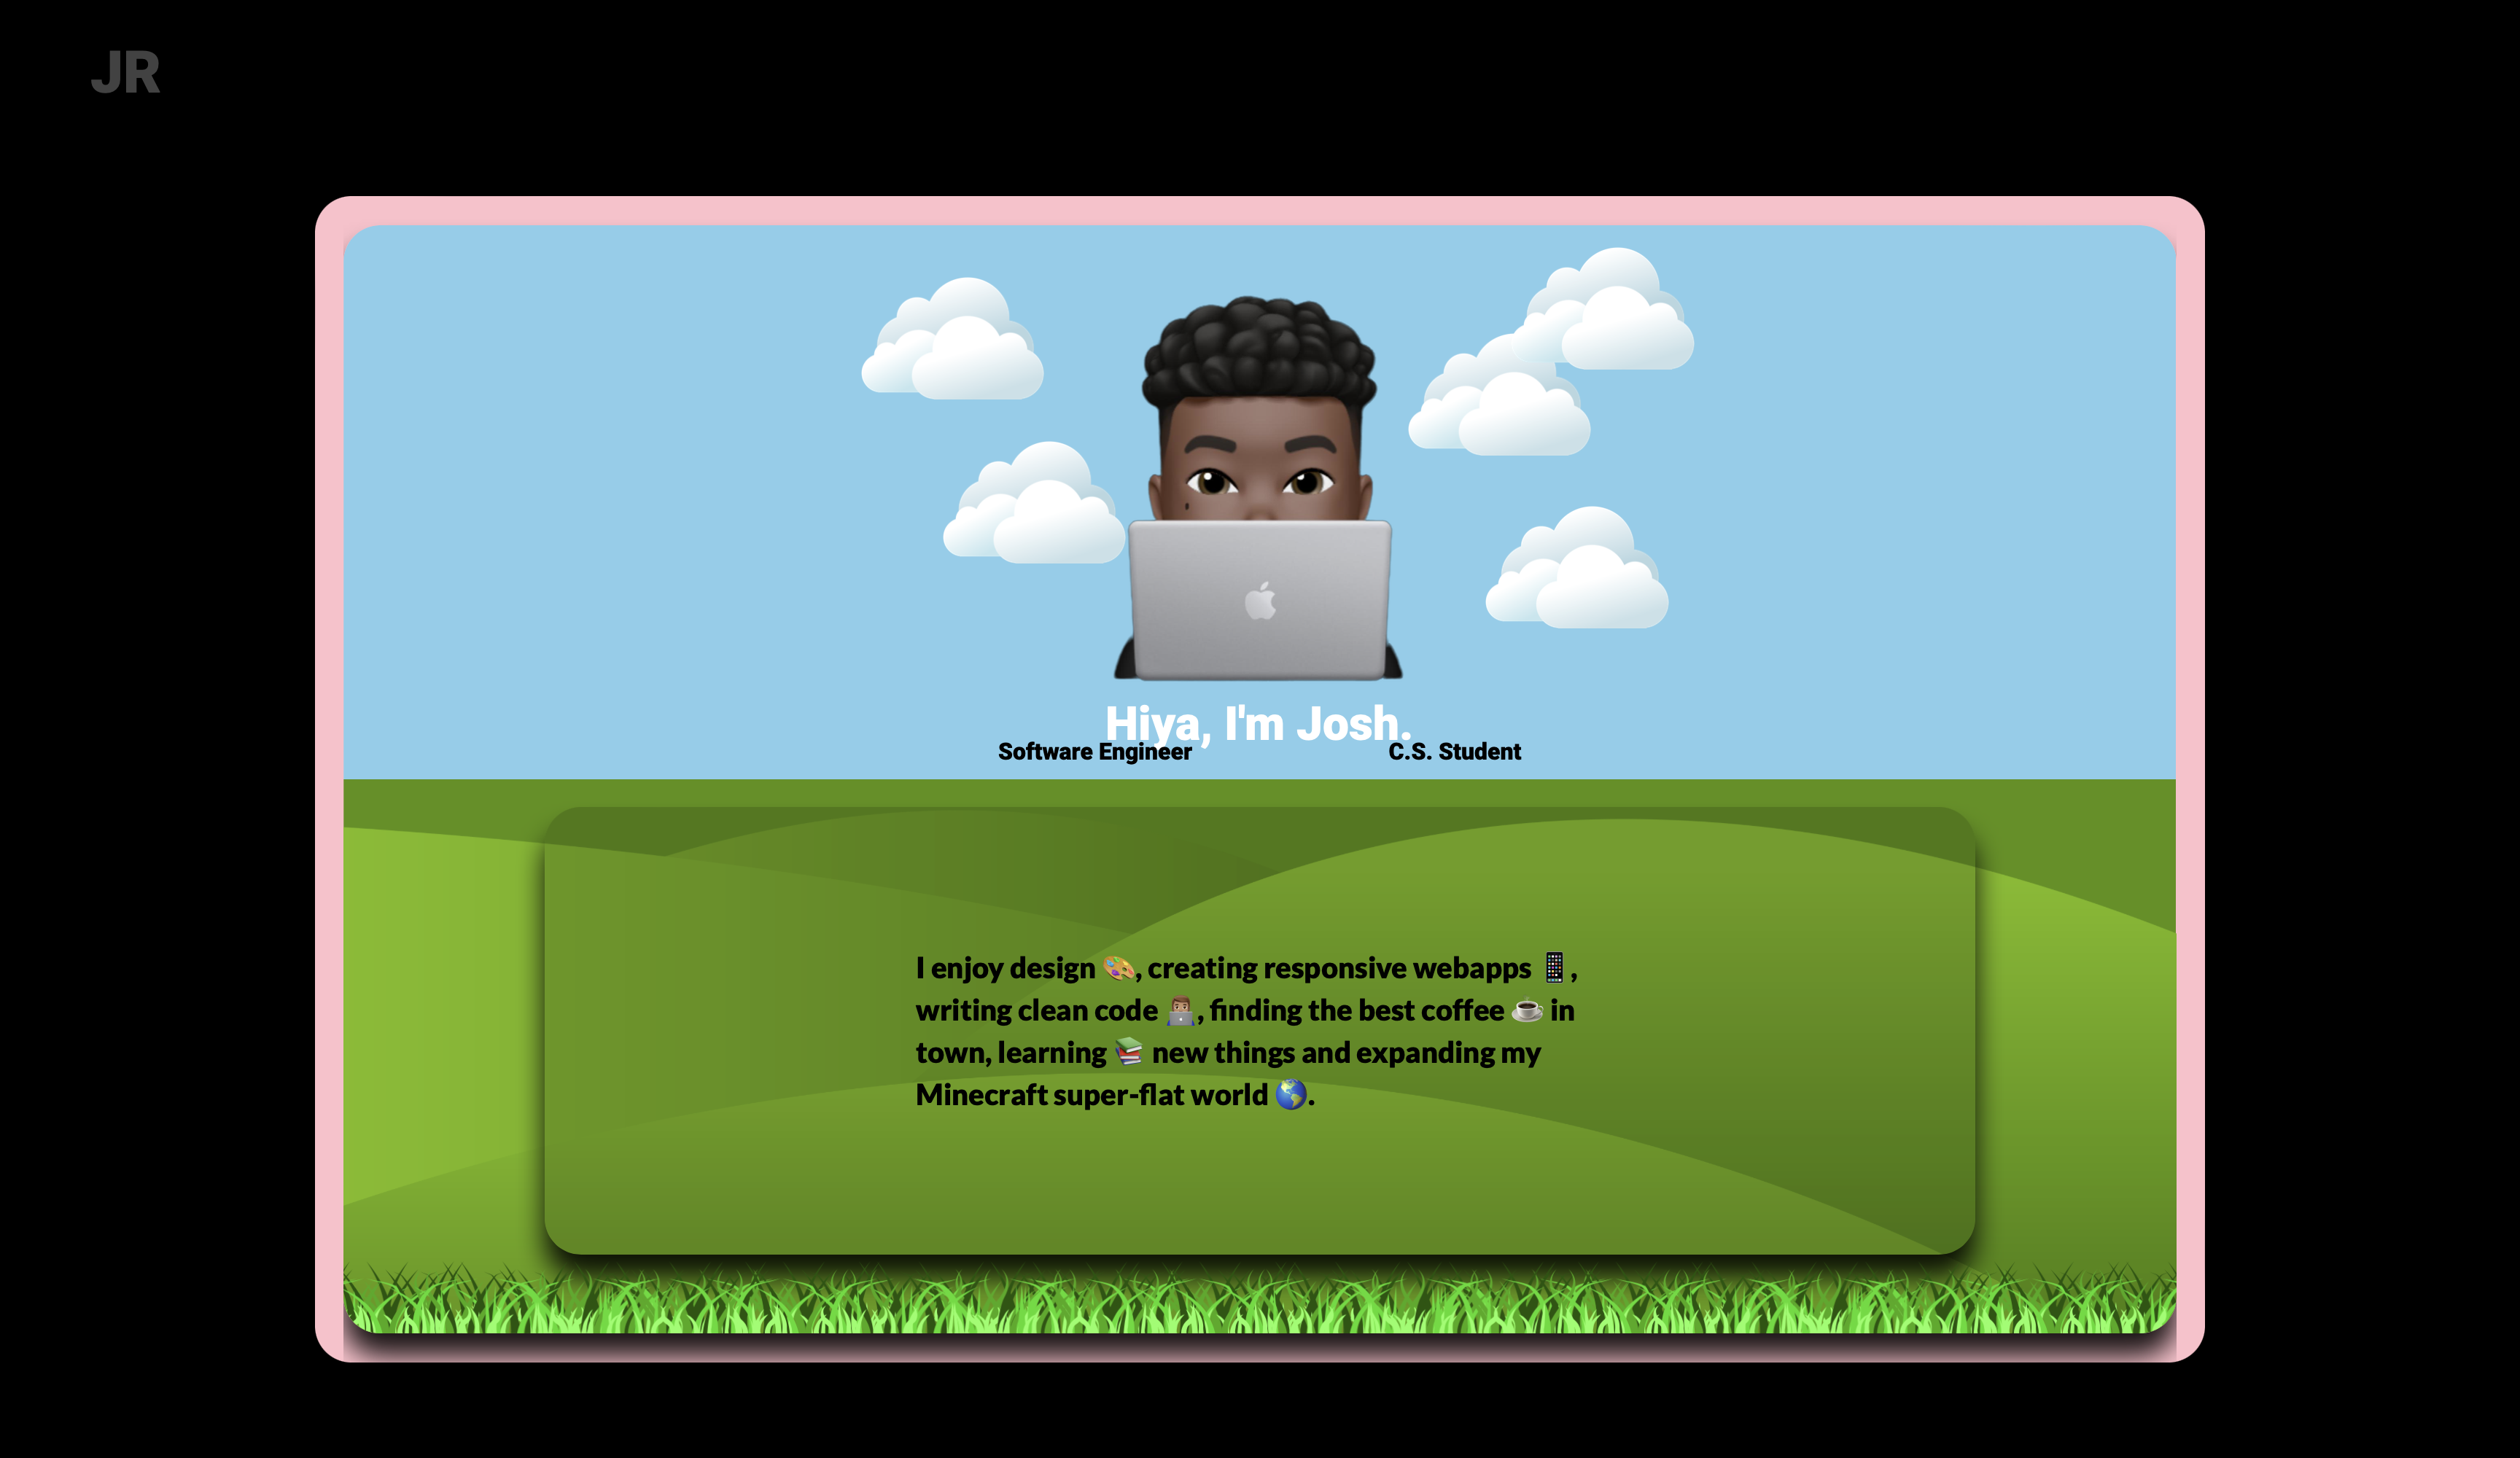 JR
Hiya, I'm Josh.
Software Engineer
C.S. Student
I enjoy design 🎨, creating responsive webapps 📱,
writing clean code 👨🏽‍💻, finding the best coffee ☕ in
town, learning 📚 new things and expanding my
Minecraft super-flat world 🌎.